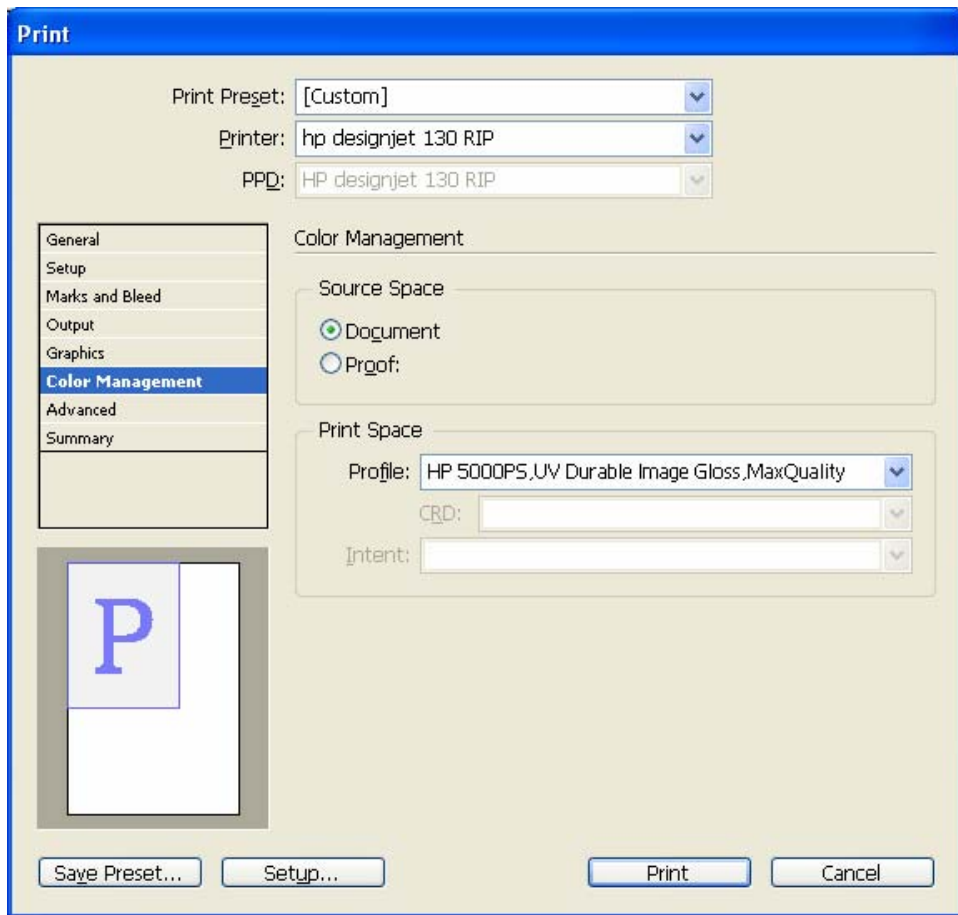 Print
Print Preset: [Custom]
Printer: hp designjet 130 RIP
PPD: HP designjet 130 RIP
General
Setup
Marks and Bleed
Output
Graphics
Color Management
Advanced
Summary
Color Management
Source Space
Document
Proof:
Print Space
Profile: HP 5000PS,UV Durable Image Gloss,MaxQuality
CRD:
Intent:
P
Save Preset...
Setup...
Print
Cancel